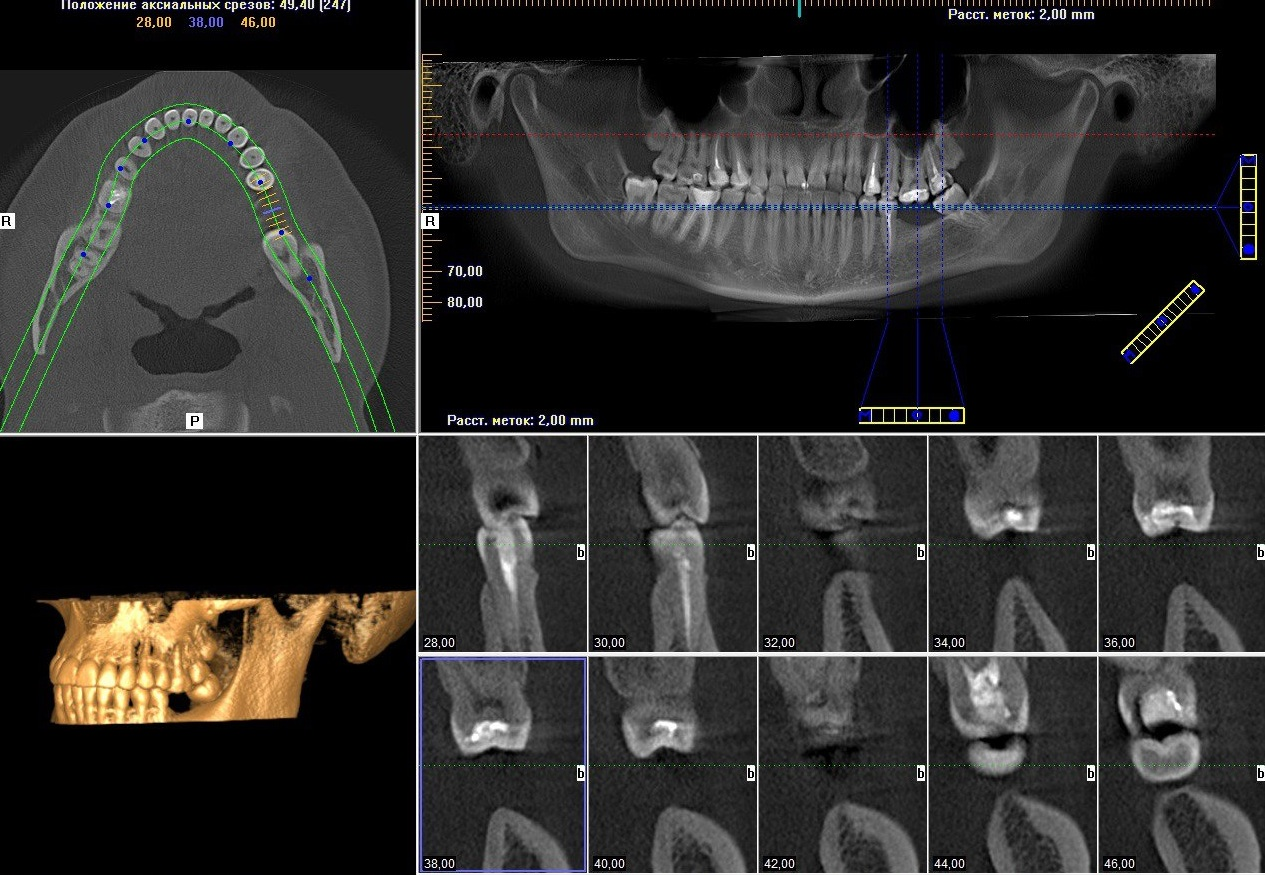 Положение аксиальных срезов: 49,40 [247]
28,00 38,00 46,00
R
P
Расст. меток: 2,00 mm
R
70,00
80,00
Расст. меток: 2,00 mm
b
28,00
b
30,00
b
32,00
b
34,00
b
36,00
b
38,00
b
40,00
b
42,00
b
44,00
b
46,00